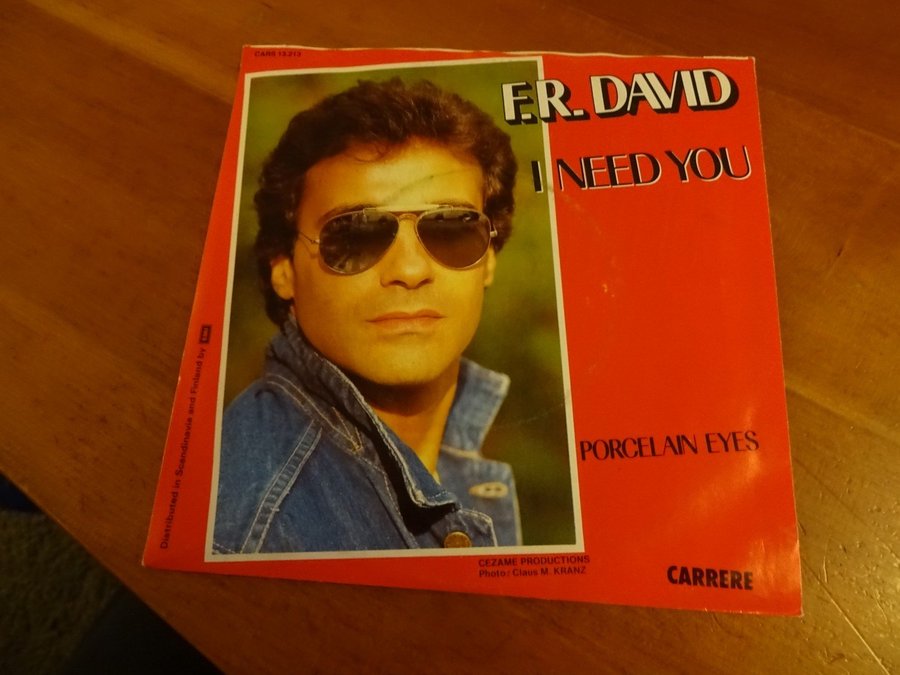 CARS 13.213
F.R. DAVID
I NEED YOU
PORCELAIN EYES
Distributed in Scandinavia and Finland by EMI
CEZAME PRODUCTIONS
Photo: Claus M. KRANZ
CARRERE